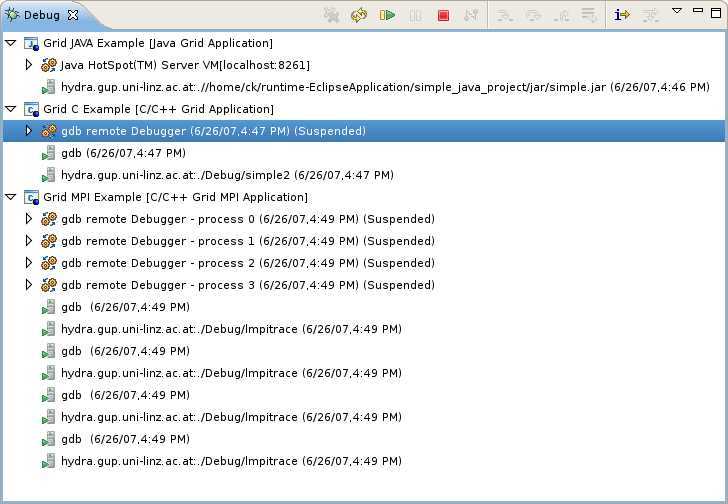 Debug
Grid JAVA Example [Java Grid Application]
Java HotSpot(TM) Server VM[localhost:8261]
hydra.gup.uni-linz.ac.at://home/ck/runtime-EclipseApplication/simple_java_project/jar/simple.jar (6/26/07,4:46 PM)
Grid C Example [C/C++ Grid Application]
gdb remote Debugger (6/26/07,4:47 PM) (Suspended)
gdb (6/26/07,4:47 PM)
hydra.gup.uni-linz.ac.at:./Debug/simple2 (6/26/07,4:47 PM)
Grid MPI Example [C/C++ Grid MPI Application]
gdb remote Debugger - process 0 (6/26/07,4:49 PM) (Suspended)
gdb remote Debugger - process 1 (6/26/07,4:49 PM) (Suspended)
gdb remote Debugger - process 2 (6/26/07,4:49 PM) (Suspended)
gdb remote Debugger - process 3 (6/26/07,4:49 PM) (Suspended)
gdb  (6/26/07,4:49 PM)
hydra.gup.uni-linz.ac.at:./Debug/lmpitrace (6/26/07,4:49 PM)
gdb  (6/26/07,4:49 PM)
hydra.gup.uni-linz.ac.at:./Debug/lmpitrace (6/26/07,4:49 PM)
gdb  (6/26/07,4:49 PM)
hydra.gup.uni-linz.ac.at:./Debug/lmpitrace (6/26/07,4:49 PM)
gdb  (6/26/07,4:49 PM)
hydra.gup.uni-linz.ac.at:./Debug/lmpitrace (6/26/07,4:49 PM)